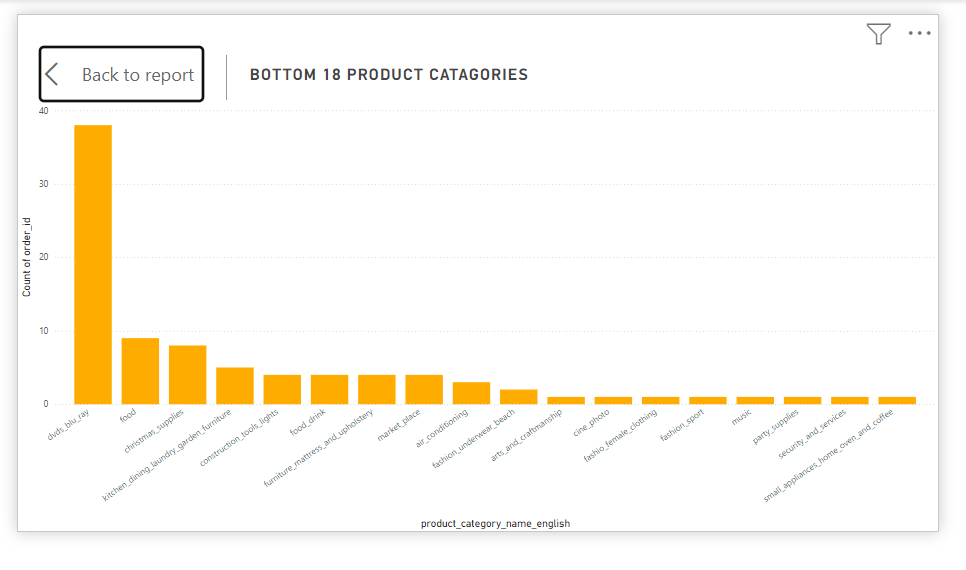 Back to report
BOTTOM 18 PRODUCT CATAGORIES
Count of order_id
40
30
20
10
0
dvds_blu_ray
food
christmas_supplies
kitchen_dining_laundry_garden_furniture
construction_tools_lights
food_drink
furniture_mattress_and_upholstery
market_place
air_conditioning
fashion_underwear_beach
arts_and_craftmanship
cine_photo
fashio_female_clothing
fashion_sport
music
party_supplies
security_and_services
small_appliances_home_oven_and_coffee
product_category_name_english